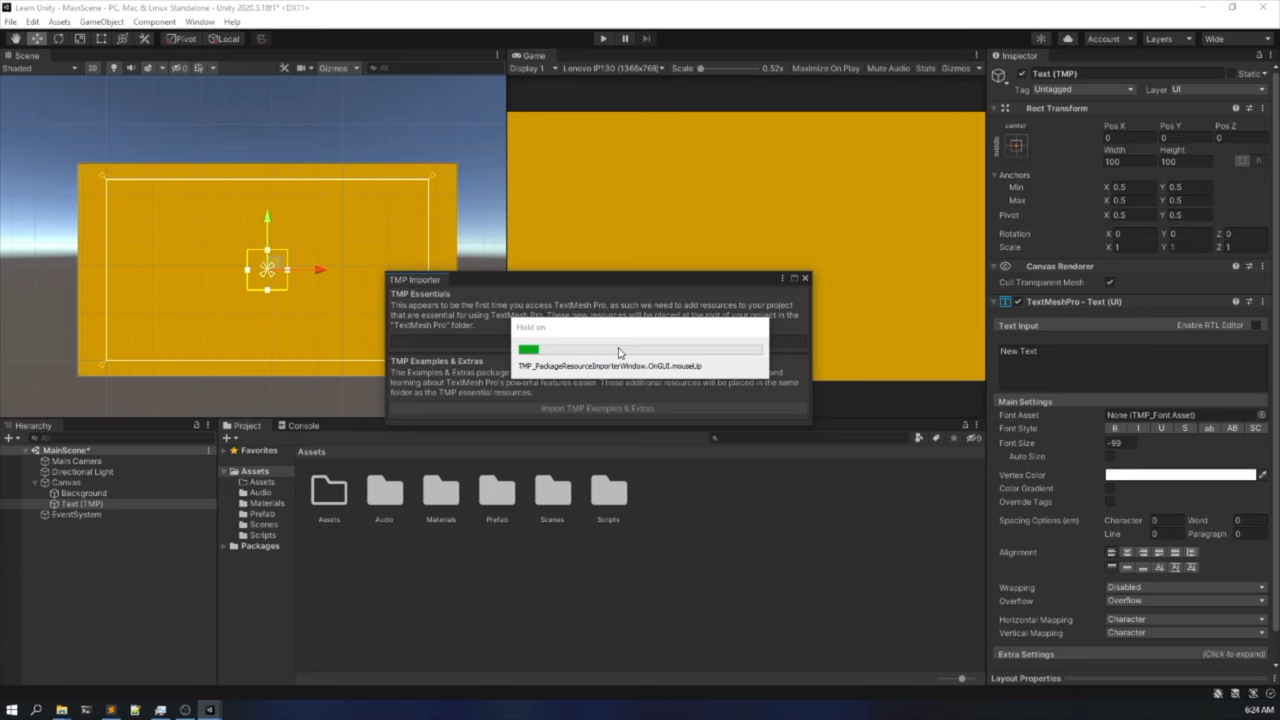 Learn Unity - MainScene - PC, Mac & Linux Standalone - Unity 2020.3.18f1* <DX11>
File Edit Assets GameObject Component Window Help
Pivot Local Account Layers Wide
Scene
Shaded 2D Gizmos All
Game
Display 1 Lenovo IP130 (1368x768) Scale 0.52x Maximize On Play Mute Audio Stats Gizmos
Inspector
Text (TMP) Static
Tag Untagged Layer UI
Rect Transform
center
middle
Pos X Pos Y Pos Z
0 0 0
Width Height
100 100
R
Anchors
Min X 0.5 Y 0.5
Max X 0.5 Y 0.5
Pivot X 0.5 Y 0.5
Rotation X 0 Y 0 Z 0
Scale X 1 Y 1 Z 1
Canvas Renderer
Cull Transparent Mesh
TextMeshPro - Text (UI)
Text Input Enable RTL Editor
New Text
Main Settings
Font Asset None (TMP_Font Asset)
Font Style B I U S ab AB SC
Font Size -99
Auto Size
Vertex Color
Color Gradient
Override Tags
Spacing Options (em) Character 0 Word 0
Line 0 Paragraph 0
Alignment
Wrapping Disabled
Overflow Overflow
Horizontal Mapping Character
Vertical Mapping Character
Extra Settings (Click to expand)
Layout Properties
TMP Importer
TMP Essentials
This appears to be the first time you access TextMesh Pro, as such we need to add resources to your project
that are essential for using TextMesh Pro. These new resources will be placed at the root of your project in the
"TextMesh Pro" folder.
Hold on
TMP_PackageResourceImporterWindow.OnGUI.mouseUp
TMP Examples & Extras
The Examples & Extras package and
learning about TextMesh Pro's powerful features easier. These additional resources will be placed in the same
folder as the TMP essential resources.
Import TMP Examples & Extras
Hierarchy
All
MainScene*
Main Camera
Directional Light
Canvas
Background
Text (TMP)
EventSystem
Project Console
Favorites
Assets
Assets
Audio
Materials
Prefab
Scenes
Scripts
Packages
Assets
Assets Audio Materials Prefab Scenes Scripts
6:24 AM